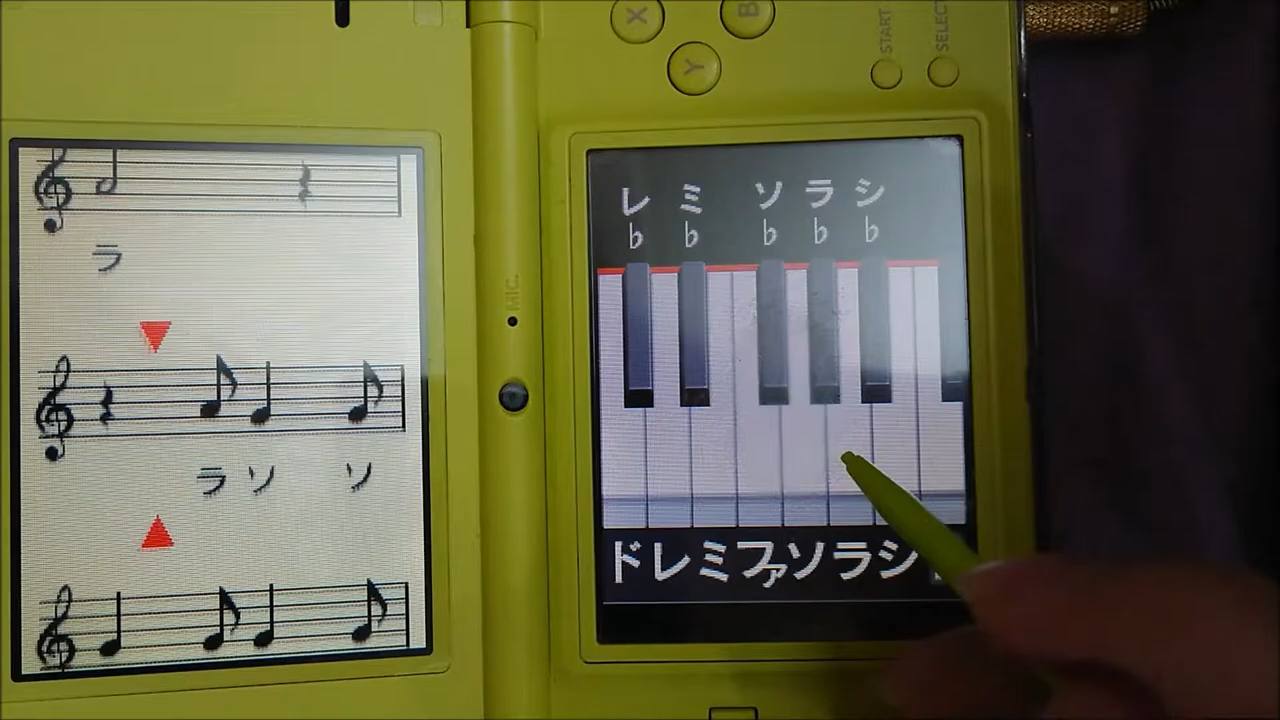 ラ
ラソ ソ
MIC.
X
B
Y
START
SELECT
レ ミ ソ ラ シ
♭ ♭ ♭ ♭ ♭
ドレミファソラシ